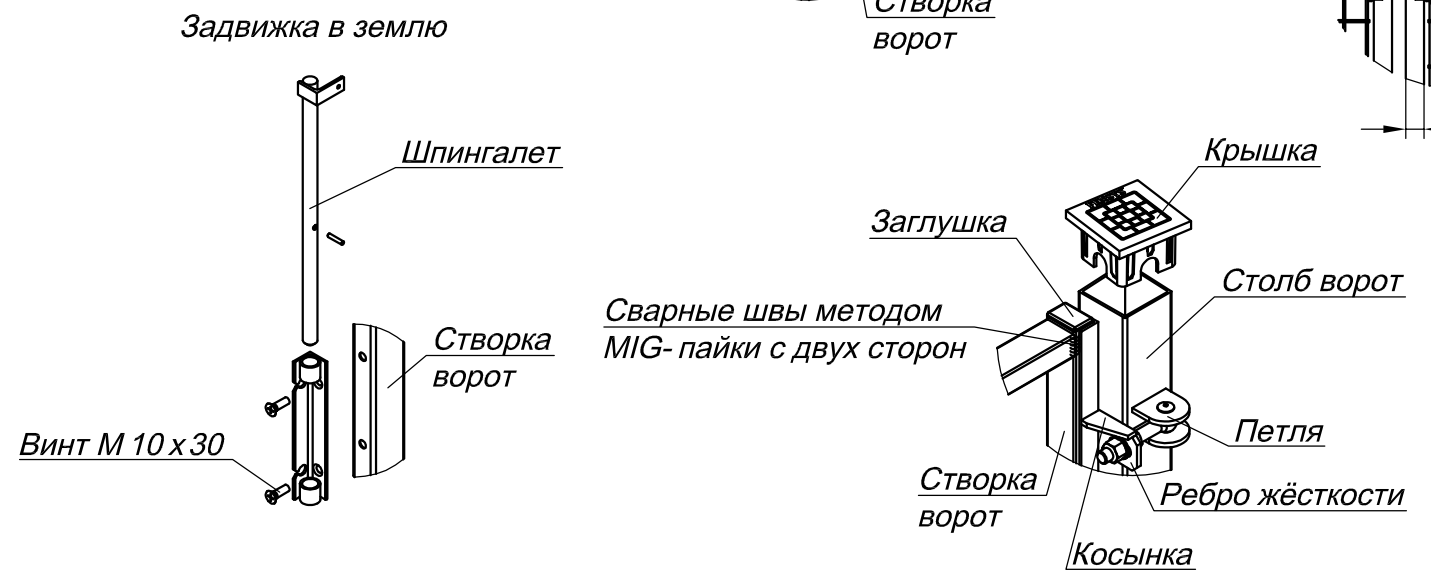 Задвижка в землю
Створка
ворот
Шпингалет
Створка
ворот
Винт М 10 х 30
Крышка
Заглушка
Столб ворот
Сварные швы методом
MIG- пайки с двух сторон
Петля
Створка
ворот
Ребро жёсткости
Косынка